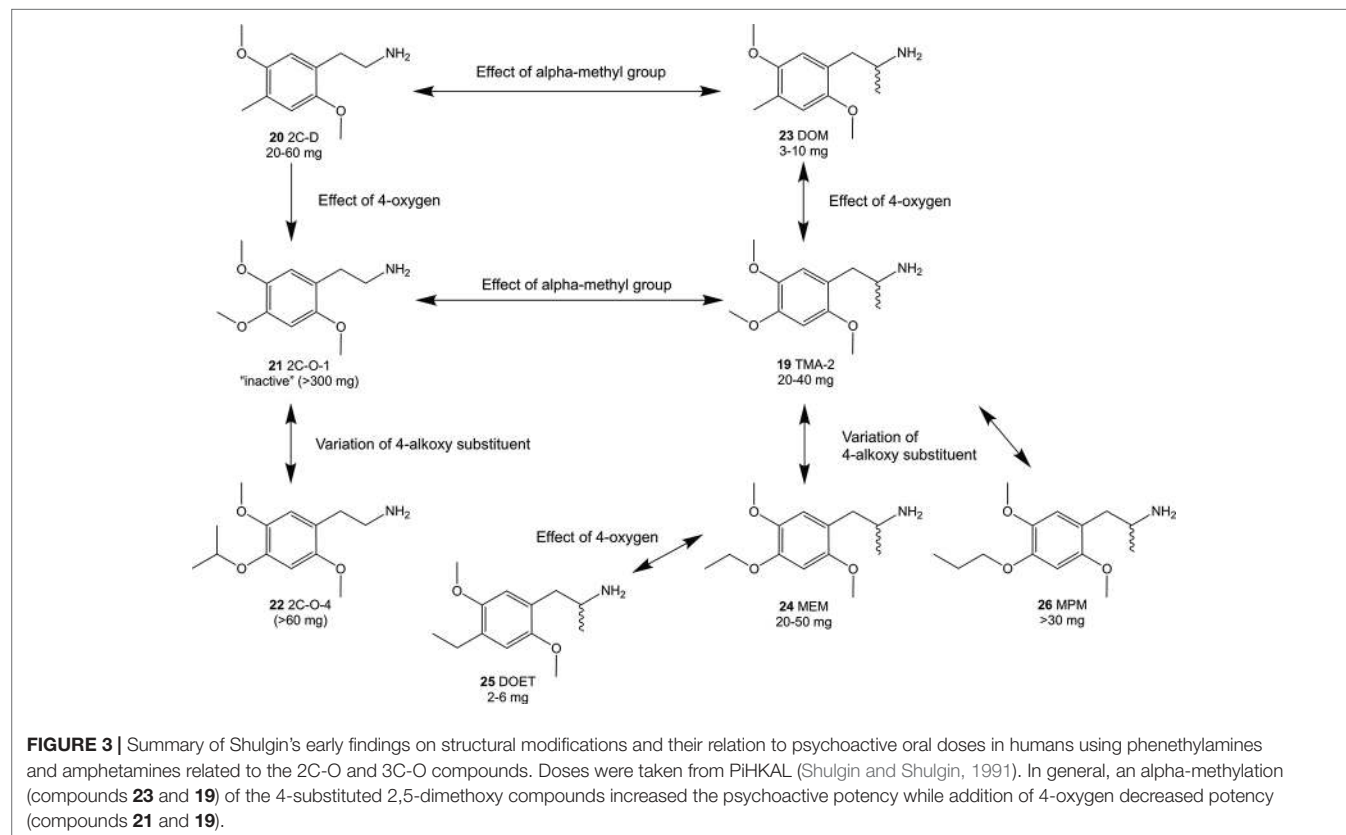 O
NH2
O
20 2C-D
20-60 mg
Effect of alpha-methyl group
O
NH2
O
23 DOM
3-10 mg
Effect of 4-oxygen
Effect of 4-oxygen
O
NH2
O
O
21 2C-O-1
"inactive" (>300 mg)
Effect of alpha-methyl group
O
NH2
O
O
19 TMA-2
20-40 mg
Variation of 4-alkoxy substituent
Variation of
4-alkoxy substituent
O
NH2
O
O
22 2C-O-4
(>60 mg)
Effect of 4-oxygen
O
NH2
O
25 DOET
2-6 mg
O
NH2
O
O
24 MEM
20-50 mg
O
NH2
O
O
26 MPM
>30 mg
FIGURE 3 | Summary of Shulgin's early findings on structural modifications and their relation to psychoactive oral doses in humans using phenethylamines
and amphetamines related to the 2C-O and 3C-O compounds. Doses were taken from PiHKAL (Shulgin and Shulgin, 1991). In general, an alpha-methylation
(compounds 23 and 19) of the 4-substituted 2,5-dimethoxy compounds increased the psychoactive potency while addition of 4-oxygen decreased potency
(compounds 21 and 19).